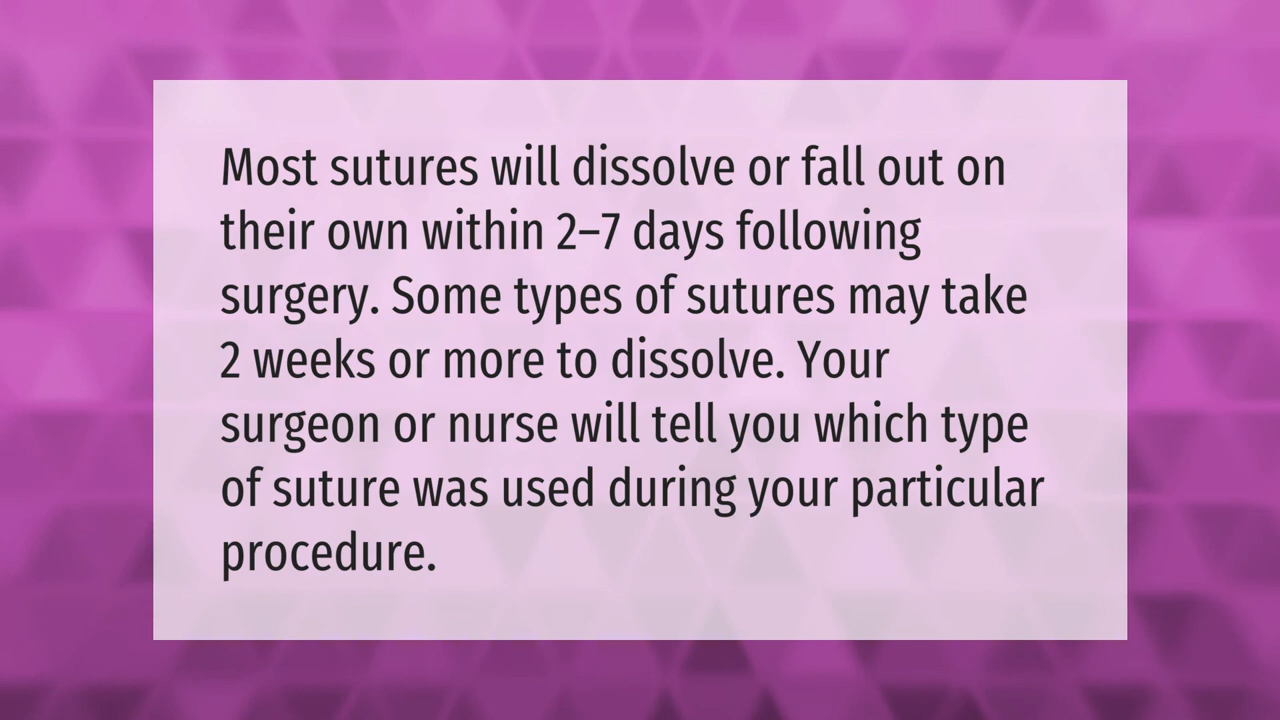 Most sutures will dissolve or fall out on
their own within 2–7 days following
surgery. Some types of sutures may take
2 weeks or more to dissolve. Your
surgeon or nurse will tell you which type
of suture was used during your particular
procedure.